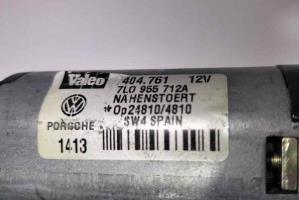 Valeo 404.761 12V
7L0 955 712A
NAHENSTOERT
*Op24810/4810
PORSCHE SW4 SPAIN
1413